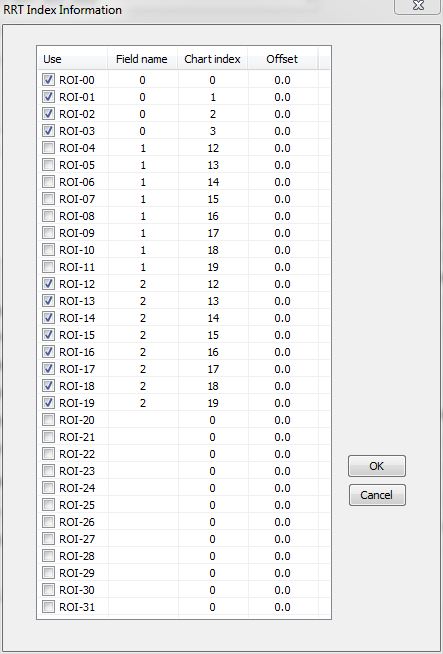 RRT Index Information
Use Field name Chart index Offset
ROI-00 0 0 0.0
ROI-01 0 1 0.0
ROI-02 0 2 0.0
ROI-03 0 3 0.0
ROI-04 1 12 0.0
ROI-05 1 13 0.0
ROI-06 1 14 0.0
ROI-07 1 15 0.0
ROI-08 1 16 0.0
ROI-09 1 17 0.0
ROI-10 1 18 0.0
ROI-11 1 19 0.0
ROI-12 2 12 0.0
ROI-13 2 13 0.0
ROI-14 2 14 0.0
ROI-15 2 15 0.0
ROI-16 2 16 0.0
ROI-17 2 17 0.0
ROI-18 2 18 0.0
ROI-19 2 19 0.0
ROI-20 0 0.0
ROI-21 0 0.0
ROI-22 0 0.0
ROI-23 0 0.0
ROI-24 0 0.0
ROI-25 0 0.0
ROI-26 0 0.0
ROI-27 0 0.0
ROI-28 0 0.0
ROI-29 0 0.0
ROI-30 0 0.0
ROI-31 0 0.0
OK
Cancel